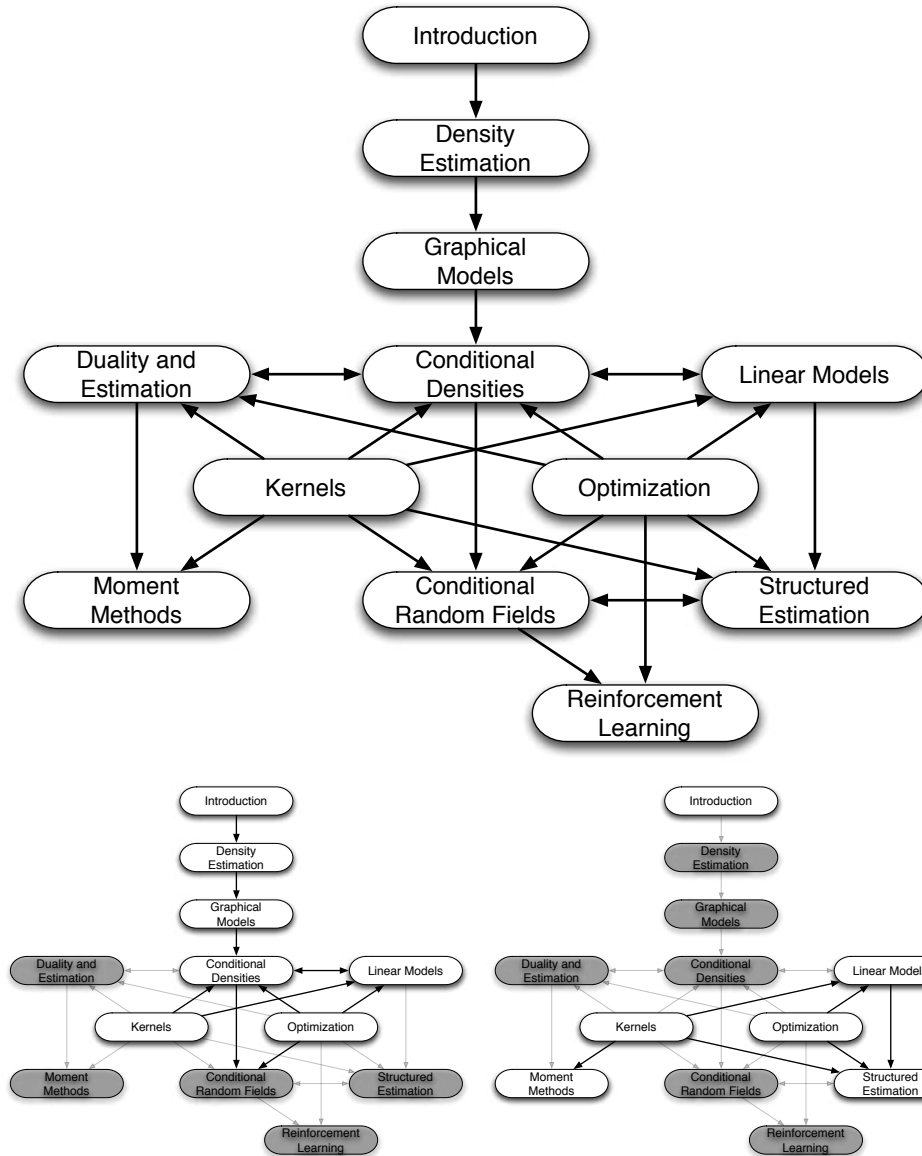 Introduction
Density
Estimation
Graphical
Models
Duality and
Estimation
Conditional
Densities
Linear Models
Kernels
Optimization
Moment
Methods
Conditional
Random Fields
Structured
Estimation
Reinforcement
Learning
Introduction
Density
Estimation
Graphical
Models
Duality and
Estimation
Conditional
Densities
Linear Models
Kernels
Optimization
Moment
Methods
Conditional
Random Fields
Structured
Estimation
Reinforcement
Learning
Introduction
Density
Estimation
Graphical
Models
Duality and
Estimation
Conditional
Densities
Linear Models
Kernels
Optimization
Moment
Methods
Conditional
Random Fields
Structured
Estimation
Reinforcement
Learning